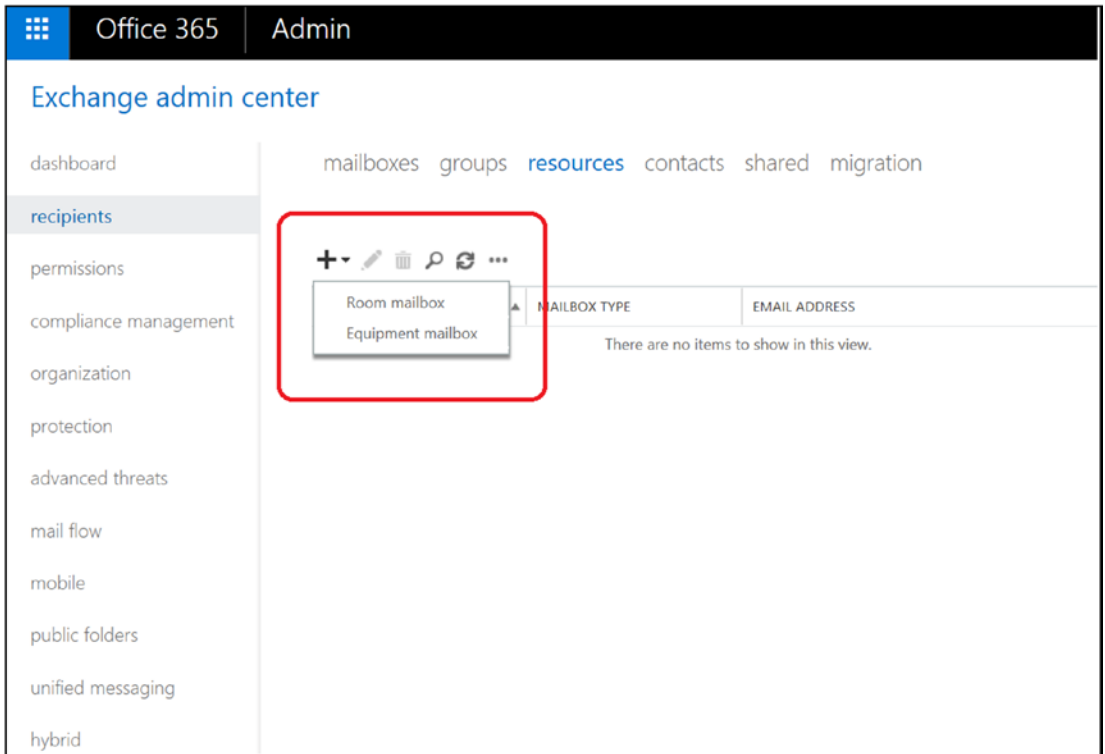 Office 365 Admin
Exchange admin center
dashboard
recipients
permissions
compliance management
organization
protection
advanced threats
mail flow
mobile
public folders
unified messaging
hybrid
mailboxes groups resources contacts shared migration
Room mailbox
Equipment mailbox
MAILBOX TYPE EMAIL ADDRESS
There are no items to show in this view.